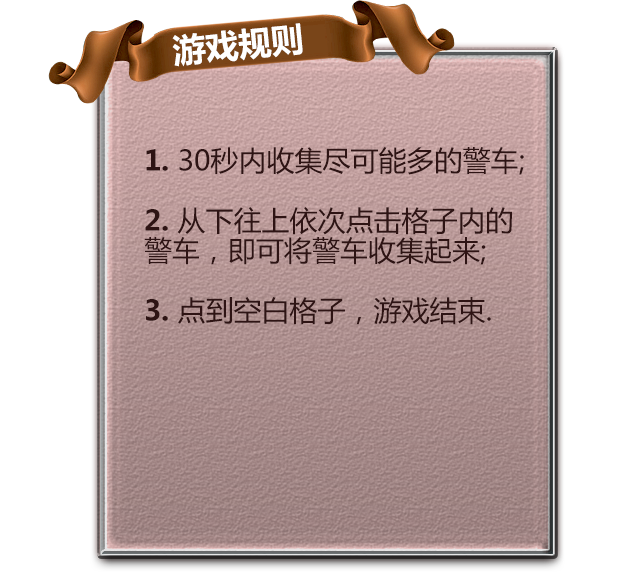 游戏规则
1. 30秒内收集尽可能多的警车;
2. 从下往上依次点击格子内的
警车，即可将警车收集起来;
3. 点到空白格子，游戏结束.